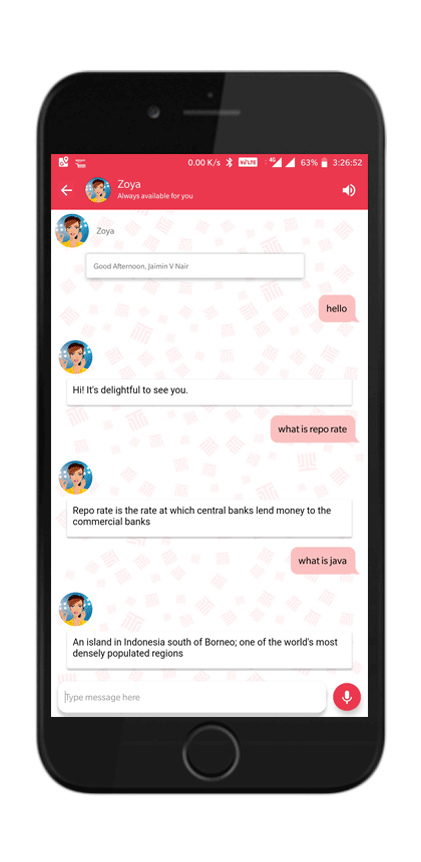 0.00 K/s VoLTE 4G 63% 3:26:52
Zoya
Always available for you
Zoya
Good Afternoon, Jaimin V Nair
hello
Hi! It's delightful to see you.
what is repo rate
Repo rate is the rate at which central banks lend money to the
commercial banks
what is java
An island in Indonesia south of Borneo; one of the world's most
densely populated regions
Type message here